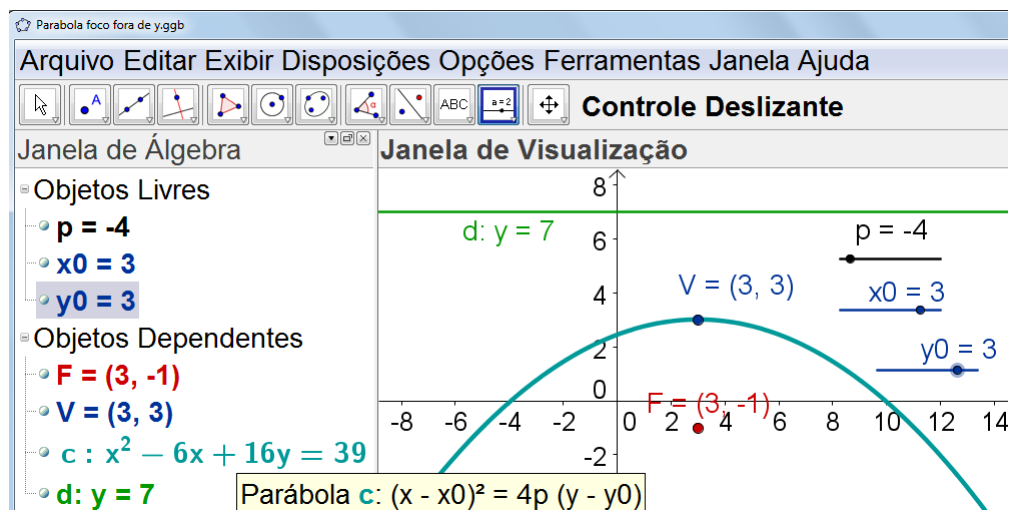 Parabola foco fora de y.ggb
Arquivo Editar Exibir Disposições Opções Ferramentas Janela Ajuda
A
α
ABC
a=2
Controle Deslizante
Janela de Álgebra
Objetos Livres
p = -4
x0 = 3
y0 = 3
Objetos Dependentes
F = (3, -1)
V = (3, 3)
c : x² − 6x + 16y = 39
d: y = 7
Janela de Visualização
8
d: y = 7
6
p = -4
V = (3, 3)
4
x0 = 3
2
y0 = 3
0
F = (3, -1)
-8 -6 -4 -2 0 2 4 6 8 10 12 14
-2
Parábola c: (x - x0)² = 4p (y - y0)